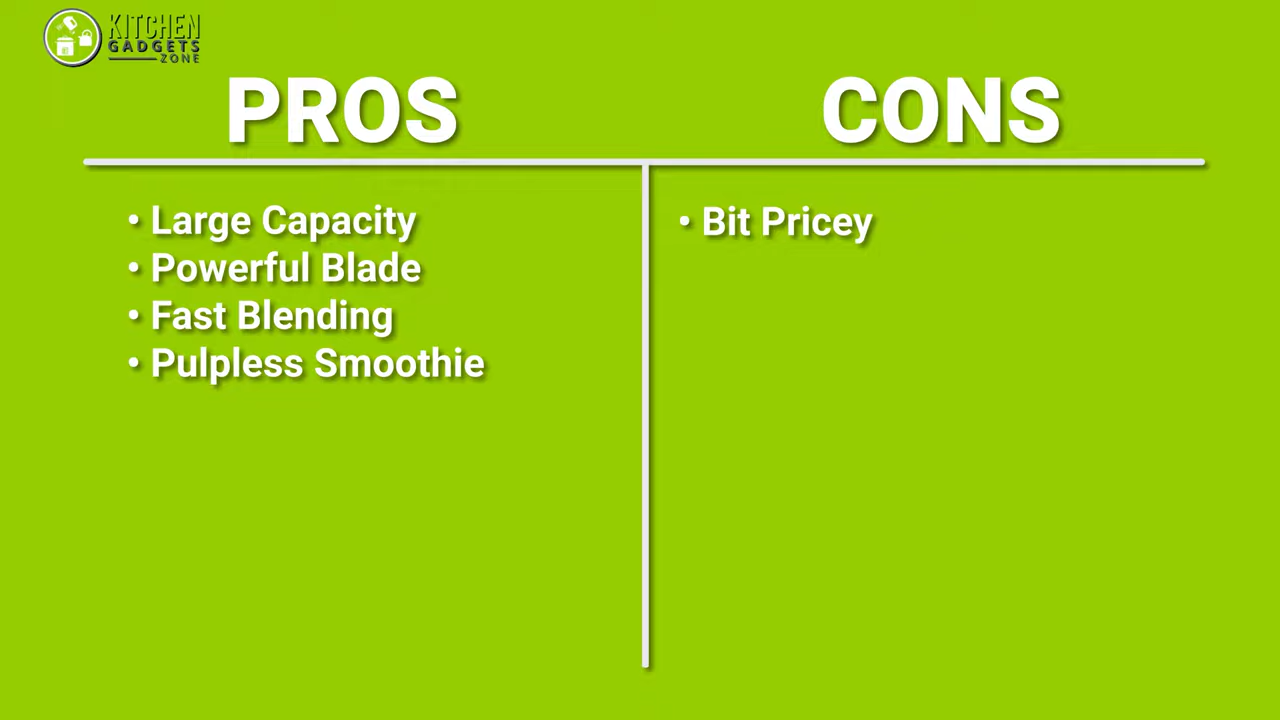 KITCHEN
GADGETS
ZONE
PROS
CONS
• Large Capacity
• Powerful Blade
• Fast Blending
• Pulpless Smoothie
• Bit Pricey